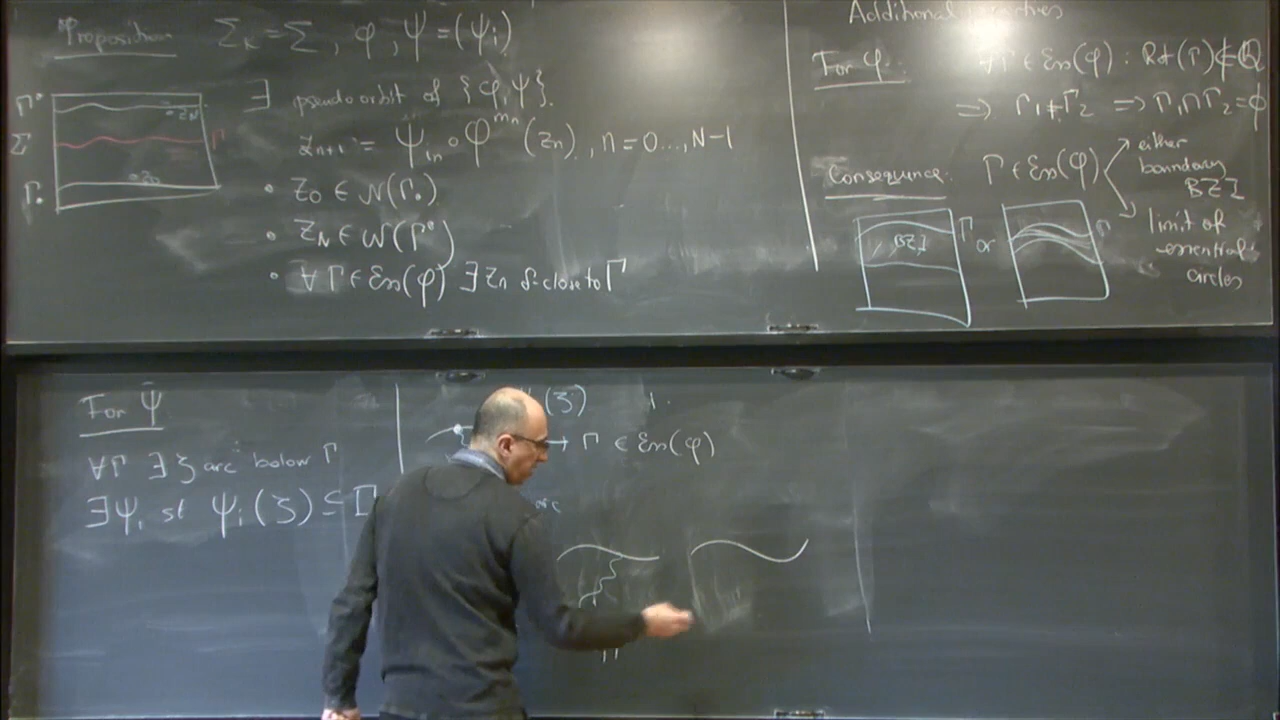 Proposition Σ_K = Σ, φ, Ψ = (ψ_i)
∃ pseudo orbit of {φ, ψ}.
z_{n+1} = ψ_{i_n} ∘ φ^{m_n} (z_n), n = 0..., N-1
• z_0 ∈ N(Γ_•)
• z_N ∈ N(Γ^•)
• ∀ Γ ∈ Ess(φ) ∃ z_n δ-close to Γ
Γ^•
Σ
Γ_•
z_N
Γ
z_0
Additional
For φ. ∀Γ ∈ Ess(φ) : Rot(Γ) ∉ Q
⇒ Γ_1 ≠ Γ_2 ⇒ Γ_1 ∩ Γ_2 = ∅
Consequence: Γ ∈ Ess(φ)
either
boundary
BZI
limit of
essential
circles
BZI
Γ
or
Γ
For Ψ
∀Γ ∃ ζ arc below Γ
∃ψ_i st ψ_i(ζ) ⊆ Γ
(ζ)
→ Γ ∈ Ess(φ)
arc